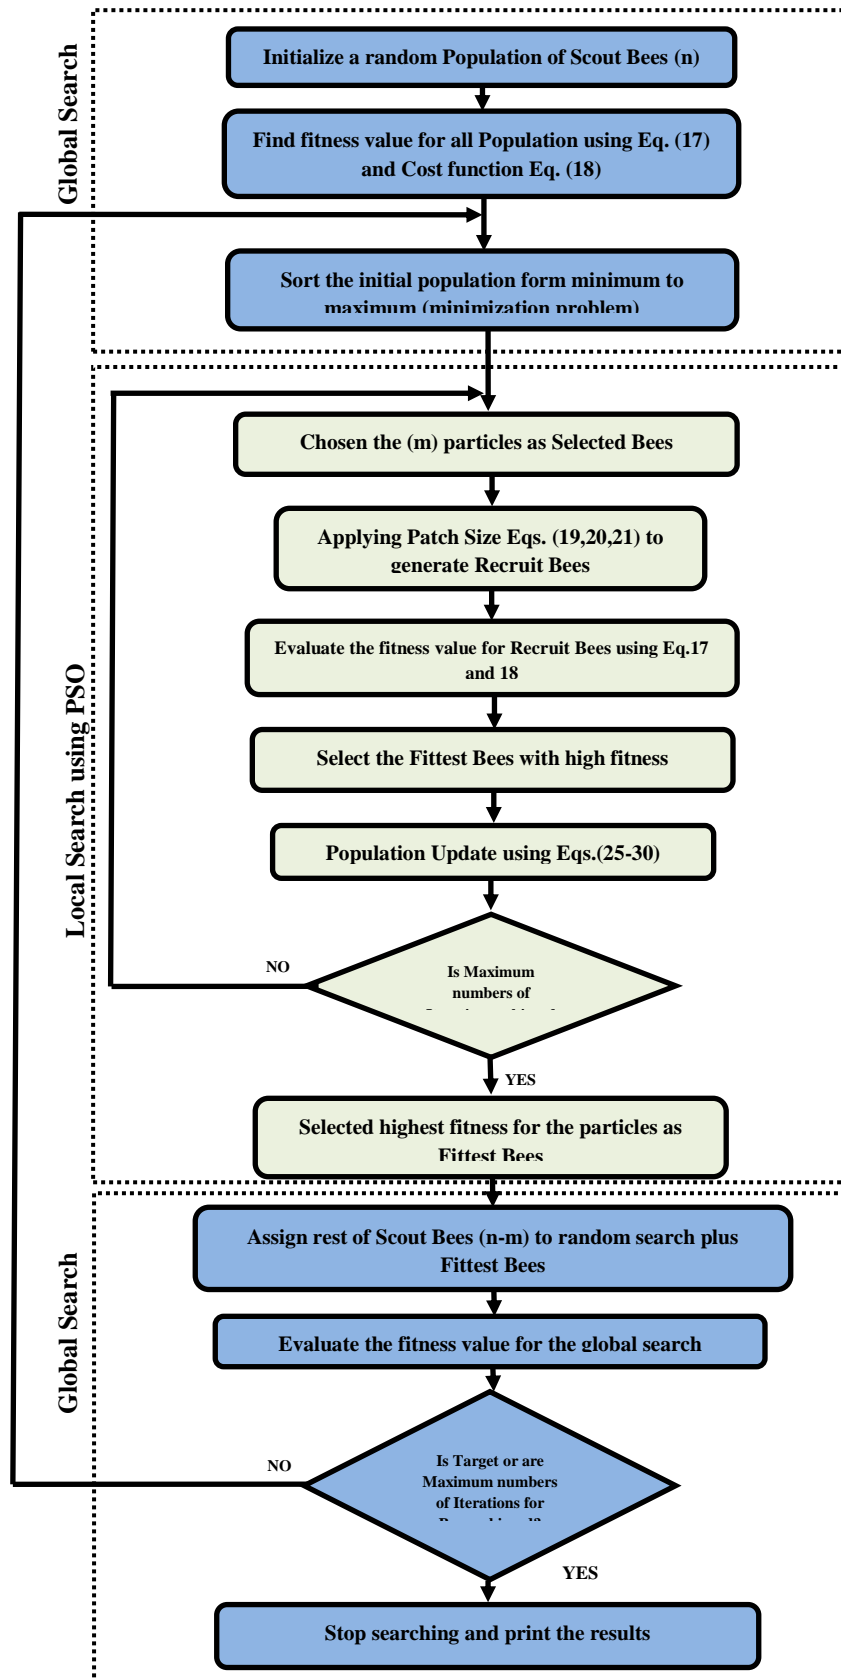 Global Search
Initialize a random Population of Scout Bees (n)
Find fitness value for all Population using Eq. (17)
and Cost function Eq. (18)
Sort the initial population form minimum to
maximum (minimization problem)
Local Search using PSO
Chosen the (m) particles as Selected Bees
Applying Patch Size Eqs. (19,20,21) to
generate Recruit Bees
Evaluate the fitness value for Recruit Bees using Eq.17
and 18
Select the Fittest Bees with high fitness
Population Update using Eqs.(25-30)
NO
Is Maximum
numbers of
YES
Selected highest fitness for the particles as
Fittest Bees
Global Search
Assign rest of Scout Bees (n-m) to random search plus
Fittest Bees
Evaluate the fitness value for the global search
NO
Is Target or are
Maximum numbers
of Iterations for
YES
Stop searching and print the results